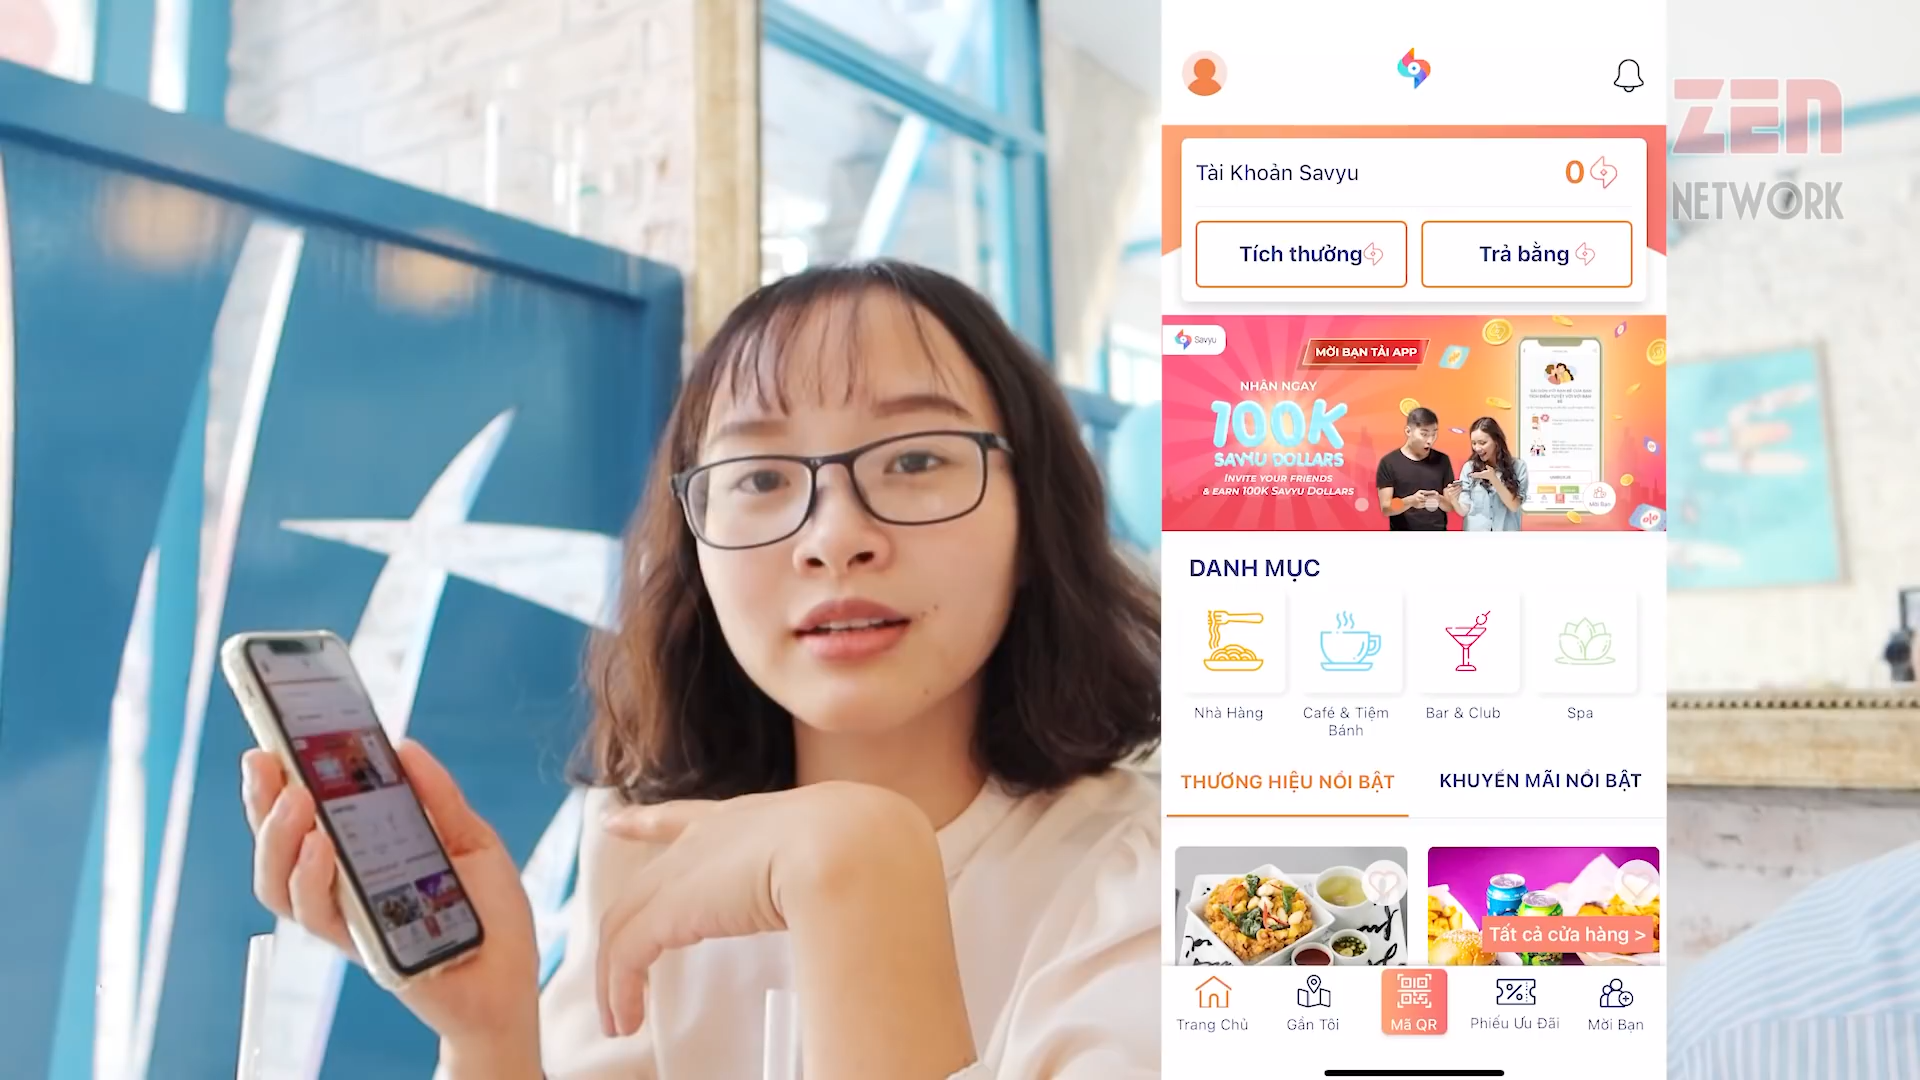 ZEN
NETWORK
Tài Khoản Savyu
0
Tích thưởng
Trả bằng
Savyu
MỜI BẠN TẢI APP
NHẬN NGAY
100K
SAVYU DOLLARS
INVITE YOUR FRIENDS
& EARN 100K SAVYU DOLLARS
Mời Bạn
DANH MỤC
Nhà Hàng
Café & Tiệm
Bánh
Bar & Club
Spa
THƯƠNG HIỆU NỔI BẬT
KHUYẾN MÃI NỔI BẬT
Tất cả cửa hàng >
Trang Chủ
Gần Tôi
Mã QR
Phiếu Ưu Đãi
Mời Bạn